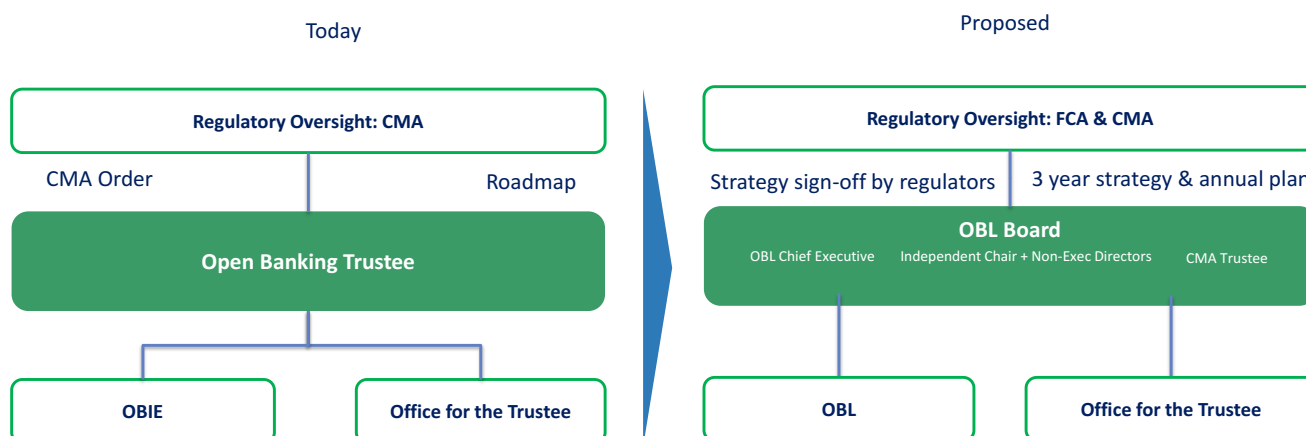 Today
Regulatory Oversight: CMA
CMA Order
Roadmap
Open Banking Trustee
OBIE
Office for the Trustee
Proposed
Regulatory Oversight: FCA & CMA
Strategy sign-off by regulators
3 year strategy & annual plan
OBL Board
OBL Chief Executive
Independent Chair + Non-Exec Directors
CMA Trustee
OBL
Office for the Trustee